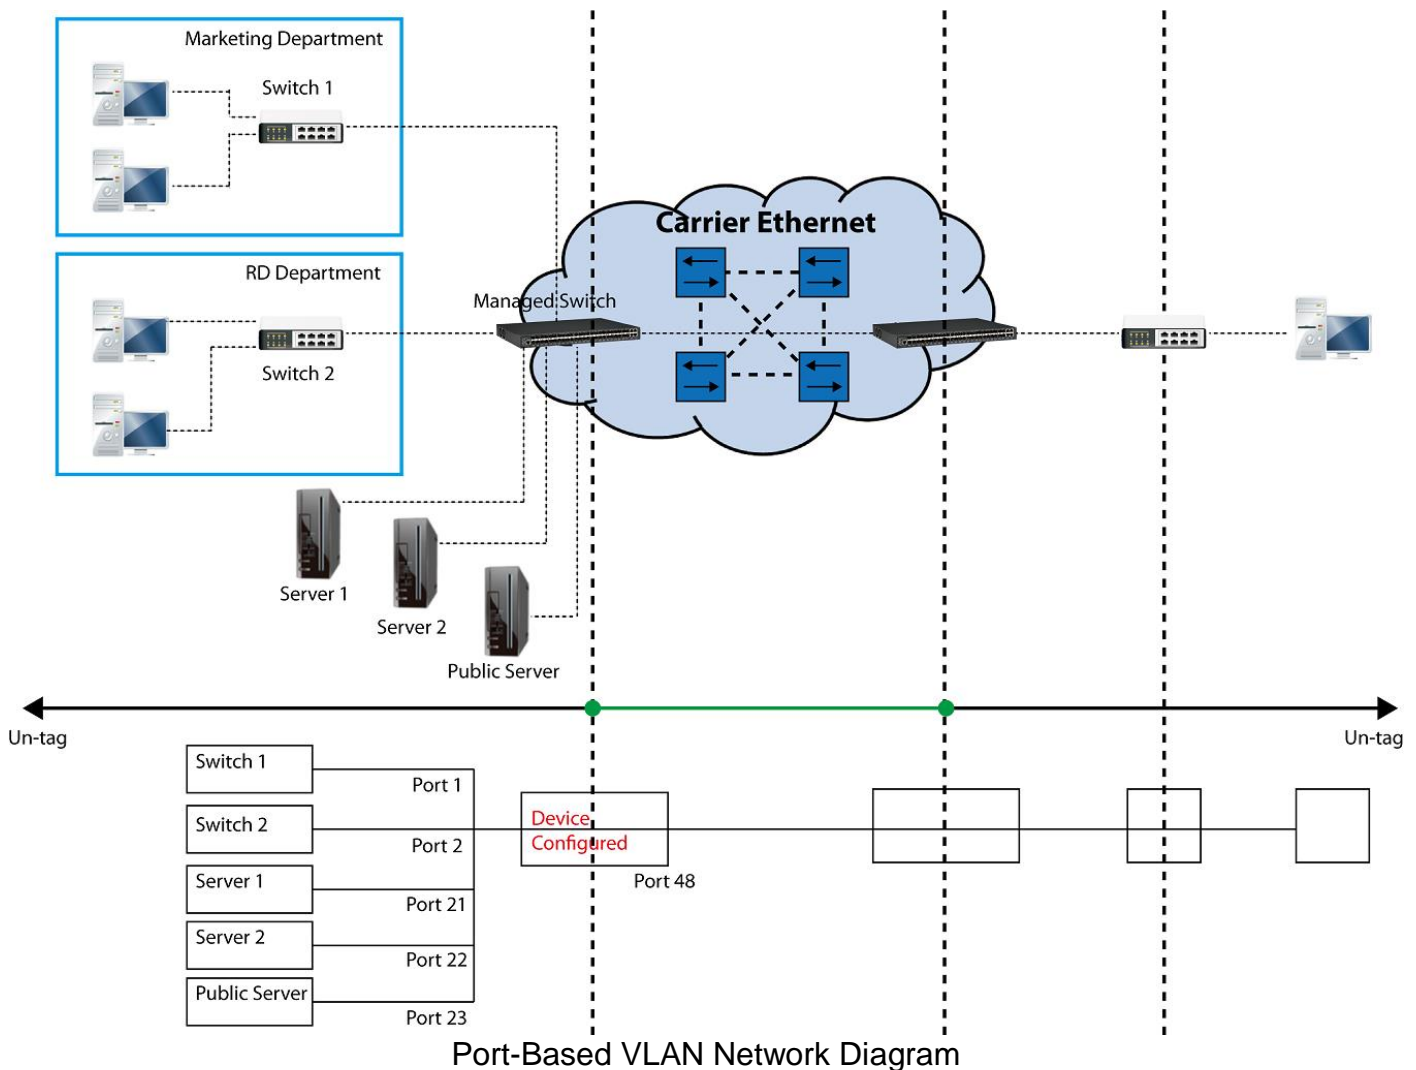 Marketing Department
Switch 1
RD Department
Switch 2
Carrier Ethernet
Managed Switch
Server 1
Server 2
Public Server
Un-tag
Un-tag
Switch 1
Port 1
Switch 2
Port 2
Device
Configured
Port 48
Server 1
Port 21
Server 2
Port 22
Public Server
Port 23
Port-Based VLAN Network Diagram